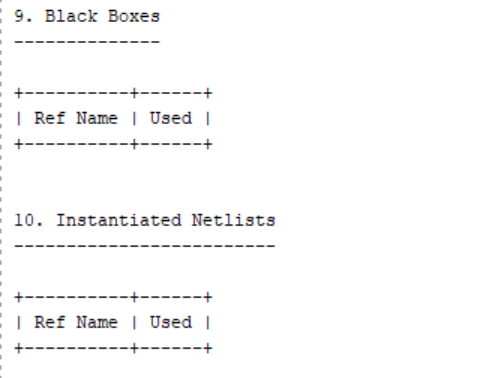 9. Black Boxes
--------------
+----------+------+
| Ref Name | Used |
+----------+------+
10. Instantiated Netlists
-------------------------
+----------+------+
| Ref Name | Used |
+----------+------+